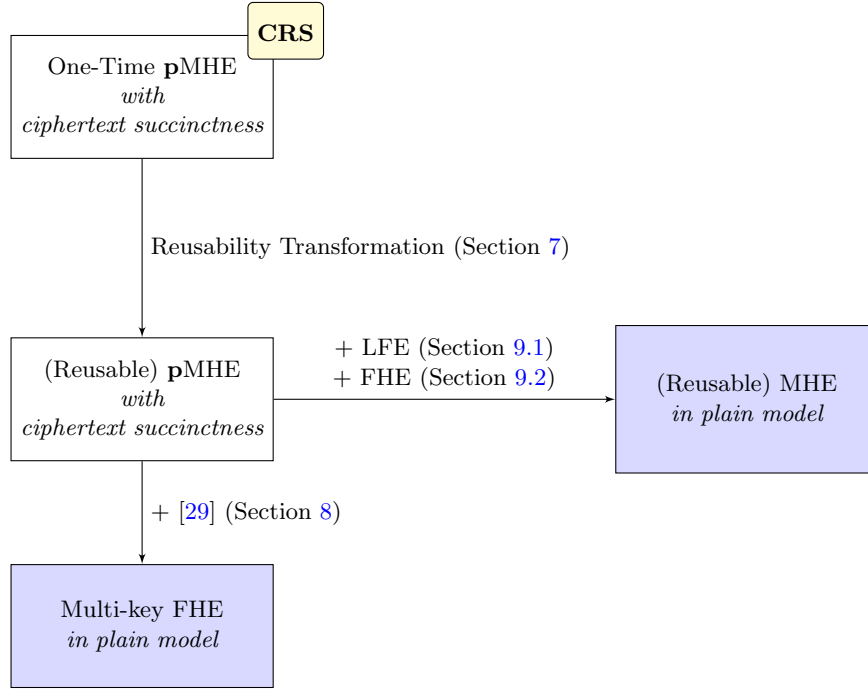 CRS
One-Time pMHE
with
ciphertext succinctness
Reusability Transformation (Section 7)
(Reusable) pMHE
with
ciphertext succinctness
+ LFE (Section 9.1)
+ FHE (Section 9.2)
(Reusable) MHE
in plain model
+ [29] (Section 8)
Multi-key FHE
in plain model